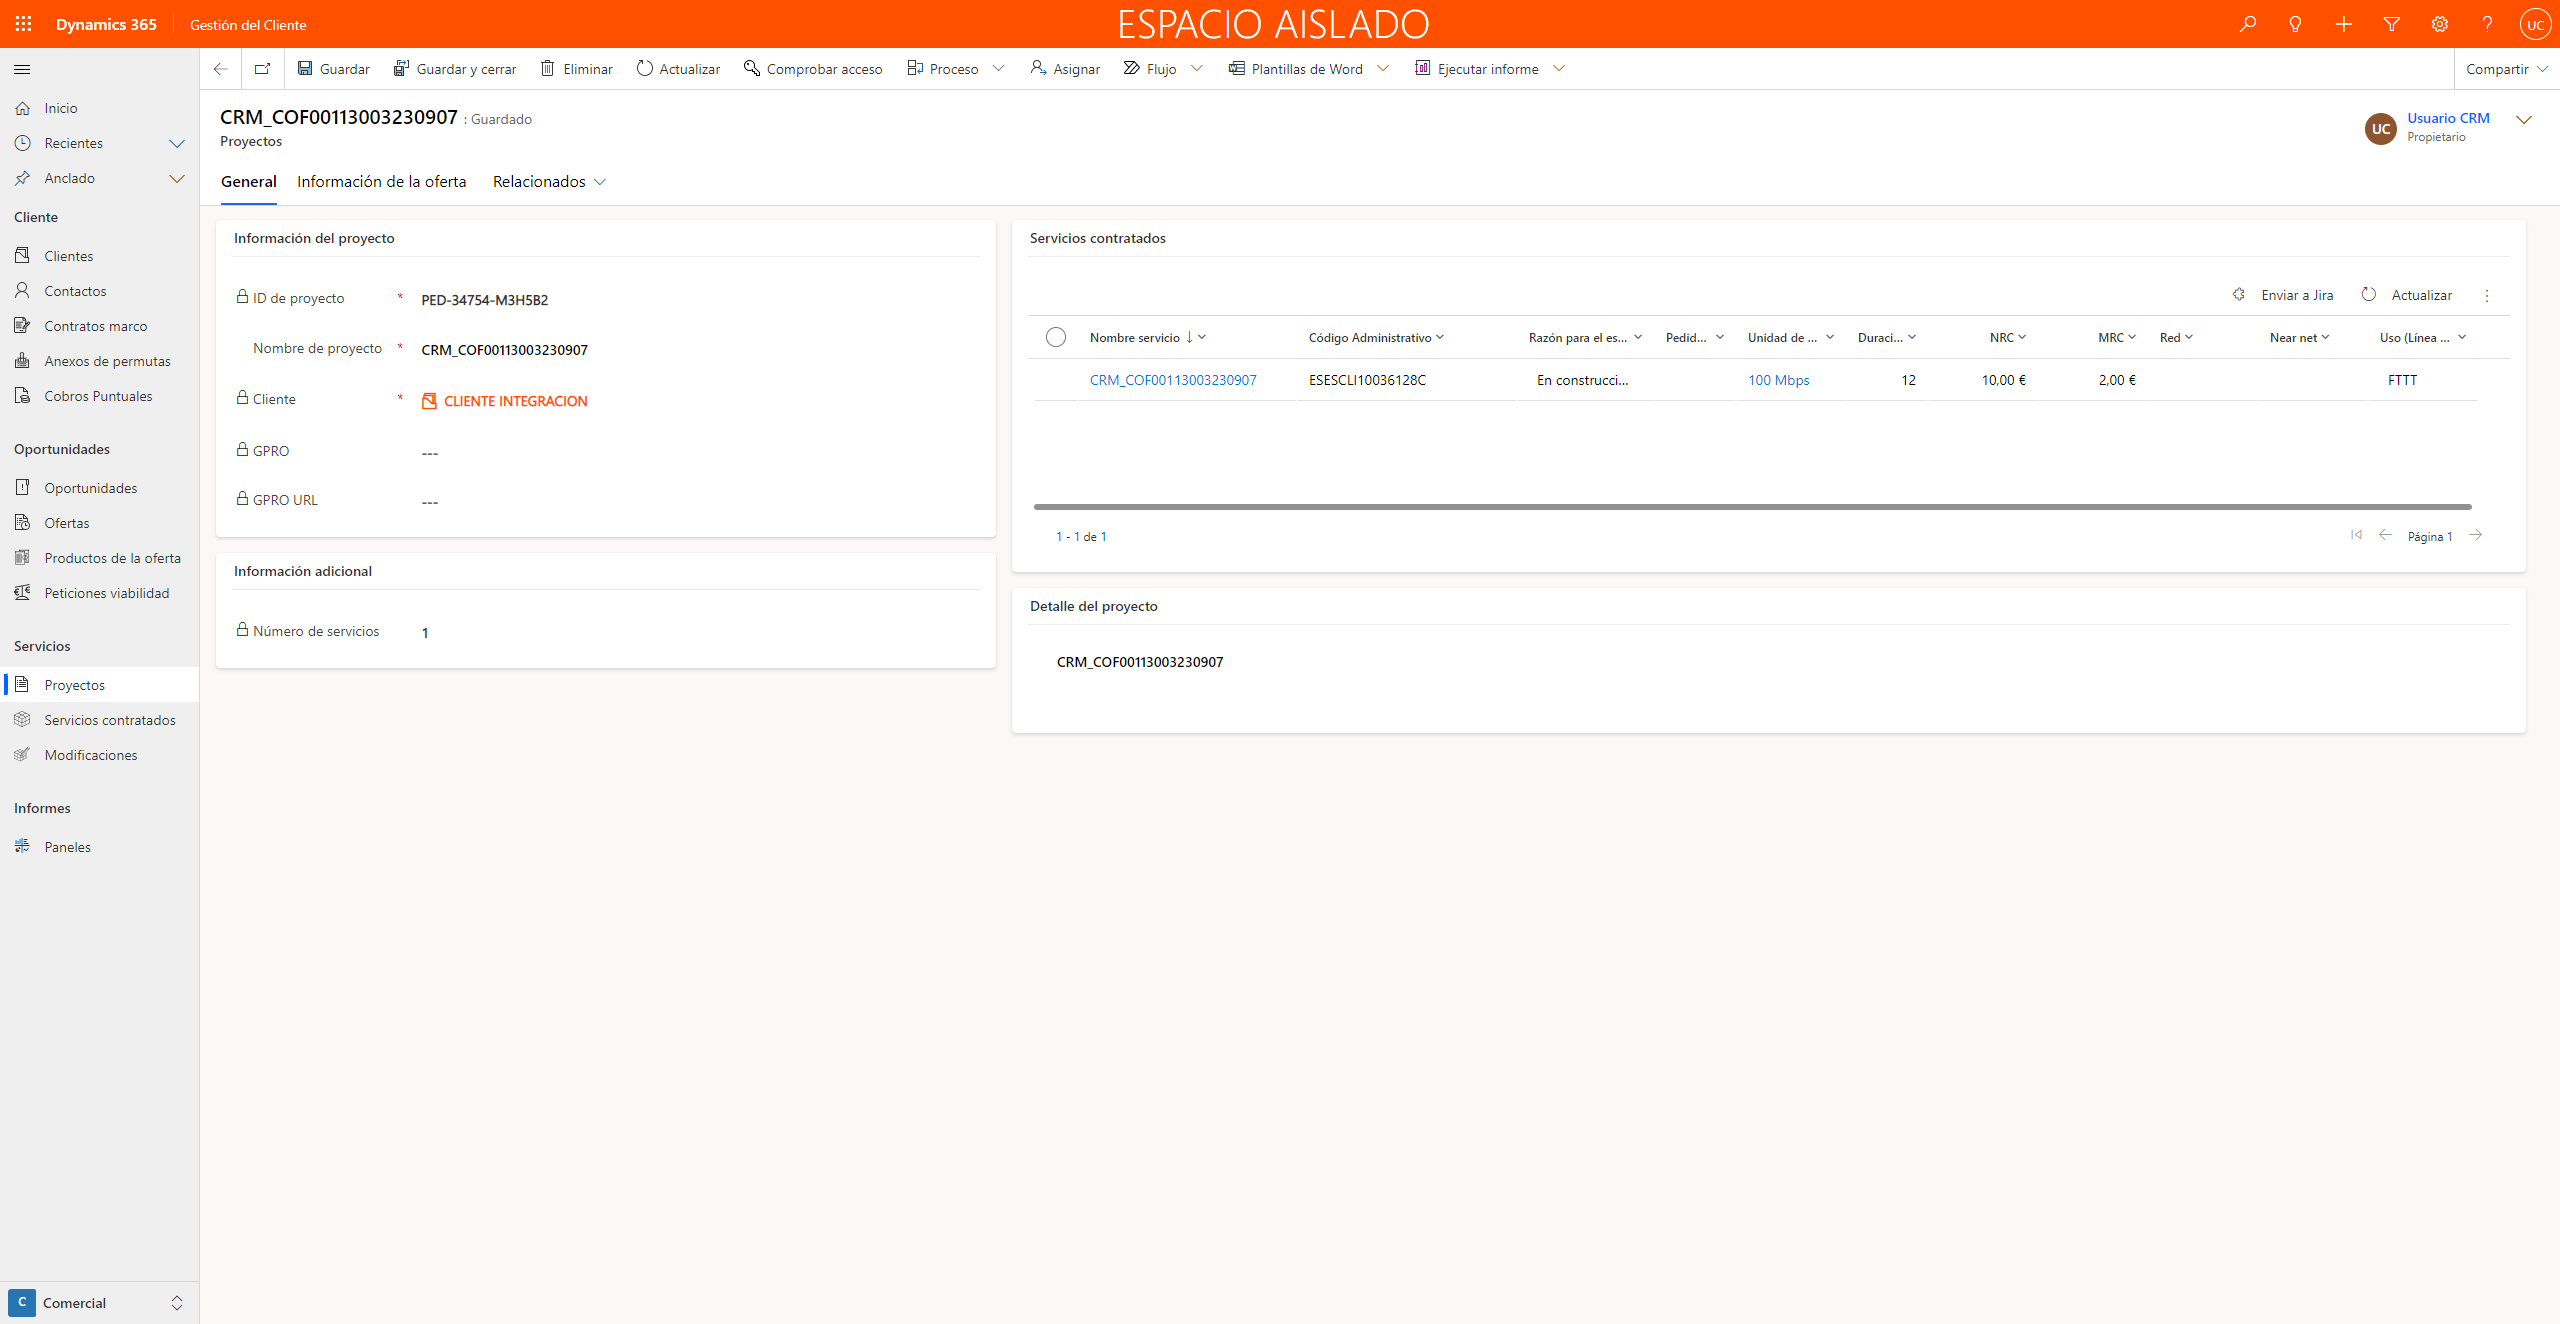 Dynamics 365
Gestión del Cliente
ESPACIO AISLADO
UC
Guardar
Guardar y cerrar
Eliminar
Actualizar
Comprobar acceso
Proceso
Asignar
Flujo
Plantillas de Word
Ejecutar informe
Compartir
Inicio
Recientes
Anclado
Cliente
Clientes
Contactos
Contratos marco
Anexos de permutas
Cobros Puntuales
Oportunidades
Oportunidades
Ofertas
Productos de la oferta
Peticiones viabilidad
Servicios
Proyectos
Servicios contratados
Modificaciones
Informes
Paneles
C Comercial
CRM_COF00113003230907 : Guardado
Proyectos
UC
Usuario CRM
Propietario
General
Información de la oferta
Relacionados
Información del proyecto
ID de proyecto * PED-34754-M3H5B2
Nombre de proyecto * CRM_COF00113003230907
Cliente * CLIENTE INTEGRACION
GPRO ---
GPRO URL ---
Información adicional
Número de servicios 1
Servicios contratados
Enviar a Jira
Actualizar
Nombre servicio ↓ Código Administrativo Razón para el es... Pedid... Unidad de ... Duraci... NRC MRC Red Near net Uso (Línea ...
CRM_COF00113003230907 ESESCLI10036128C En construcci... 100 Mbps 12 10,00 € 2,00 € FTTT
1 - 1 de 1
Página 1
Detalle del proyecto
CRM_COF00113003230907